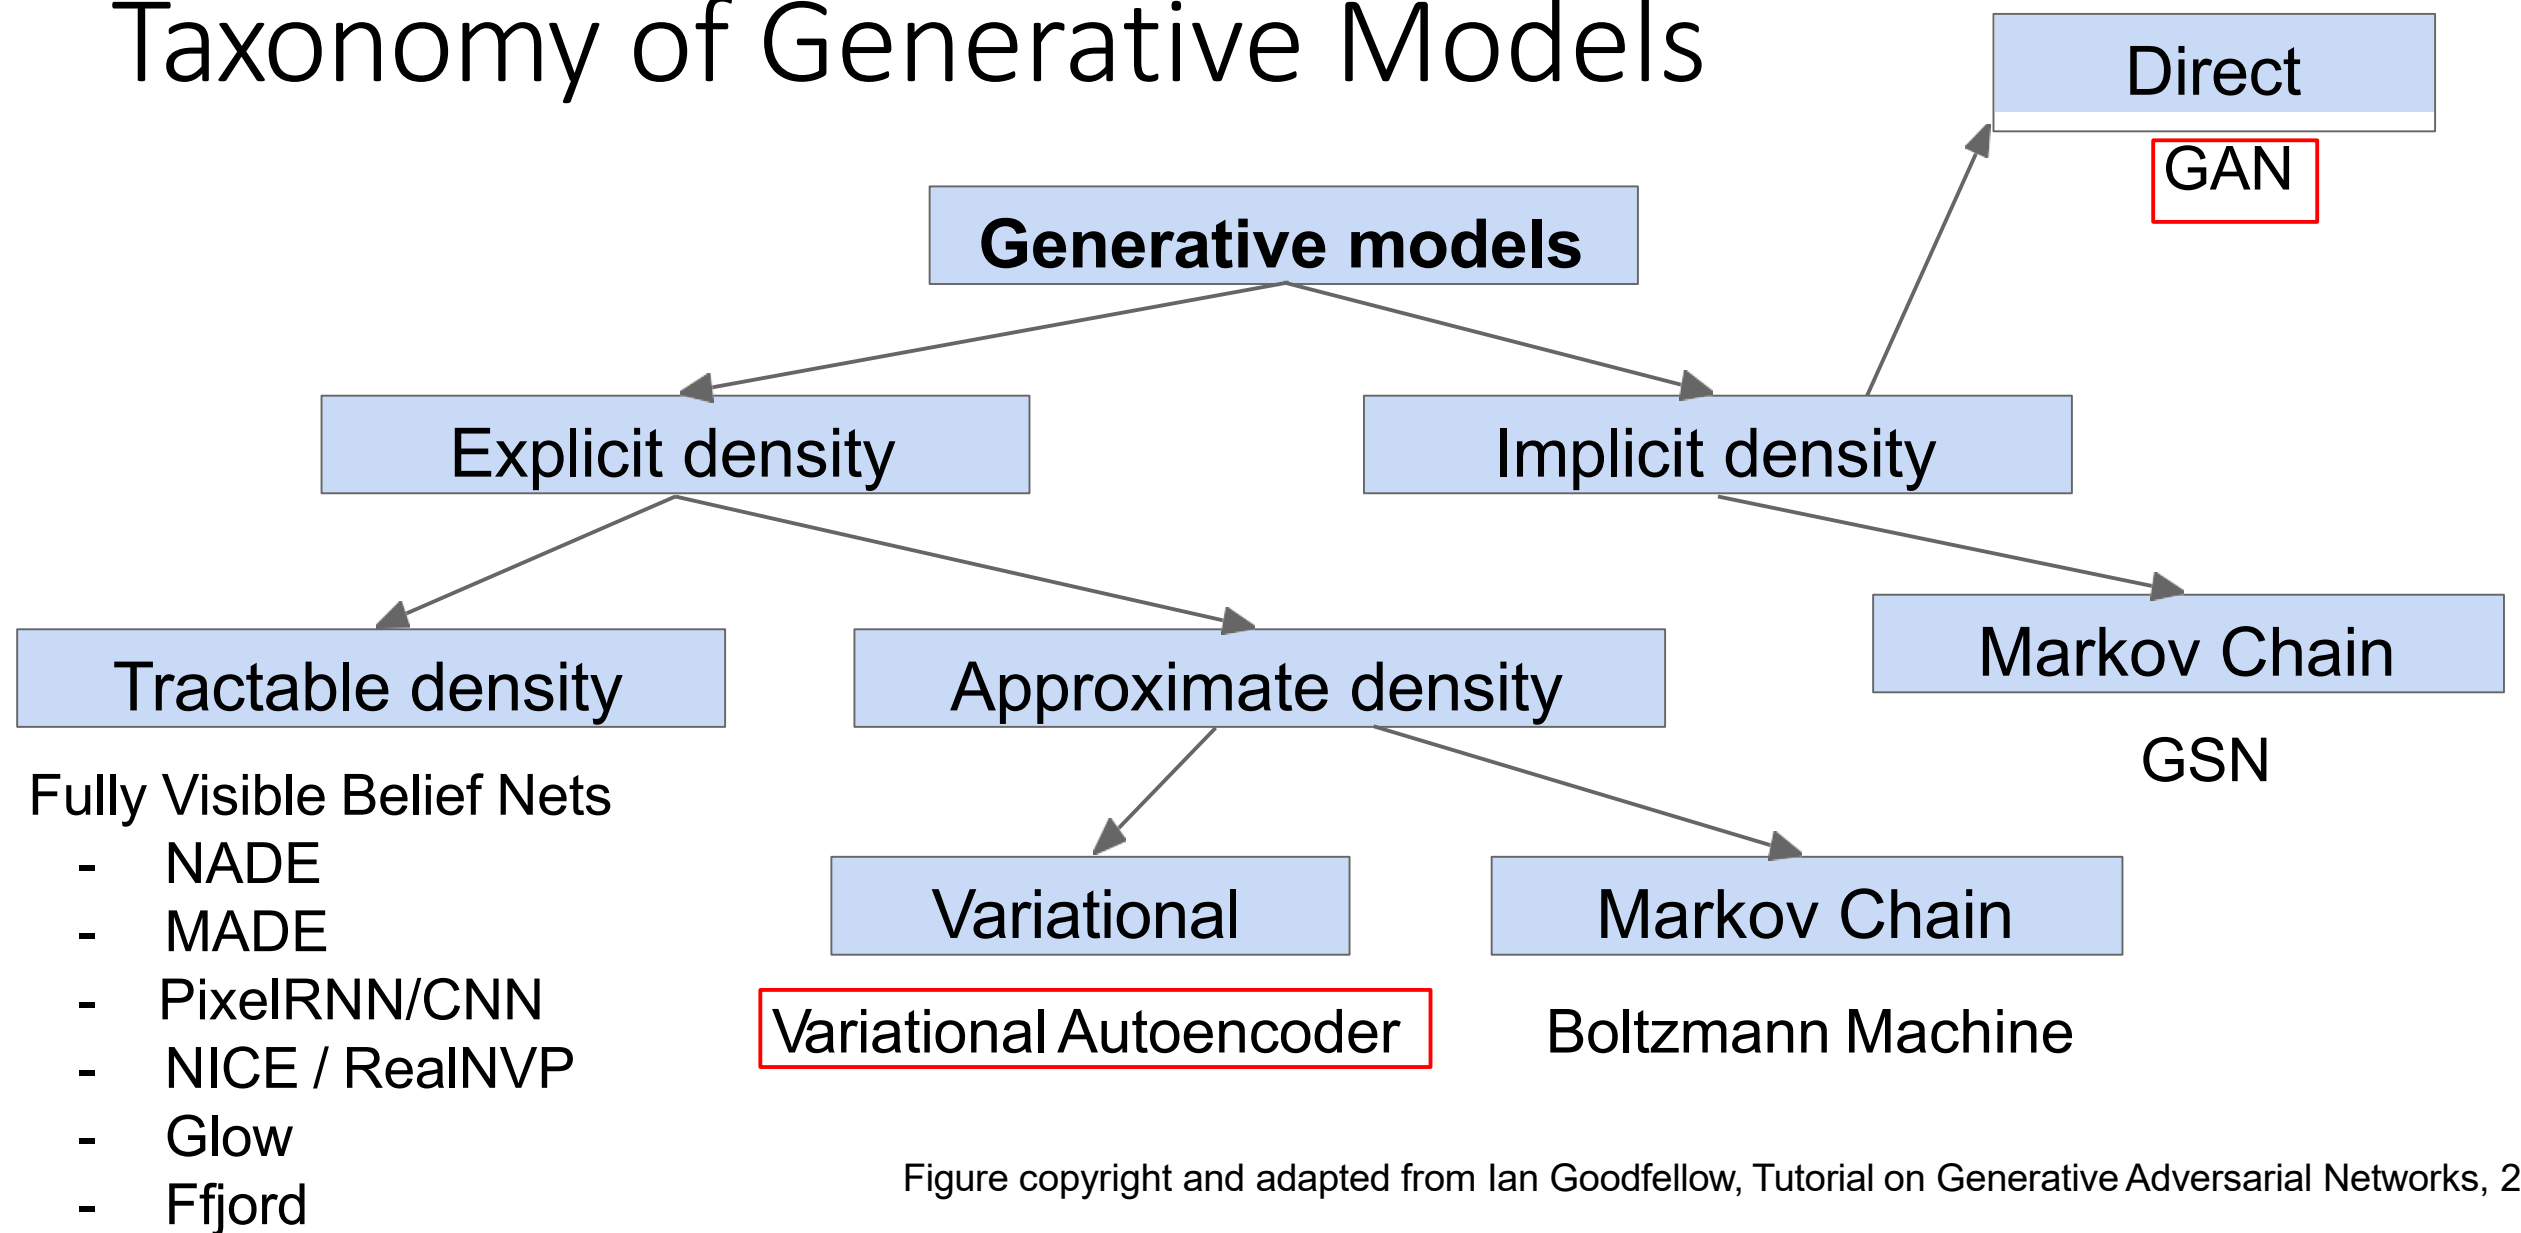 Taxonomy of Generative Models
Direct
GAN
Generative models
Explicit density
Implicit density
Tractable density
Approximate density
Markov Chain
GSN
Fully Visible Belief Nets
- NADE
- MADE
- PixelRNN/CNN
- NICE / RealNVP
- Glow
- Ffjord
Variational
Markov Chain
Variational Autoencoder
Boltzmann Machine
Figure copyright and adapted from Ian Goodfellow, Tutorial on Generative Adversarial Networks, 2